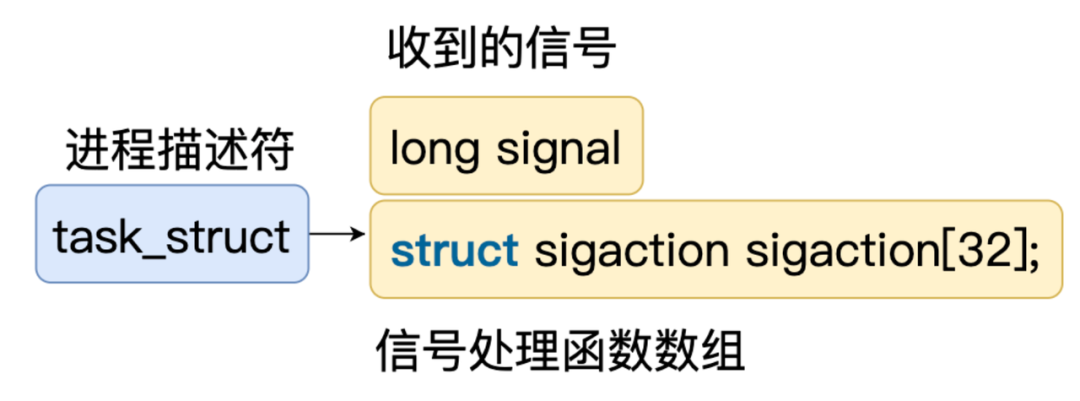 收到的信号
long signal
进程描述符
task_struct
struct sigaction sigaction[32];
信号处理函数数组